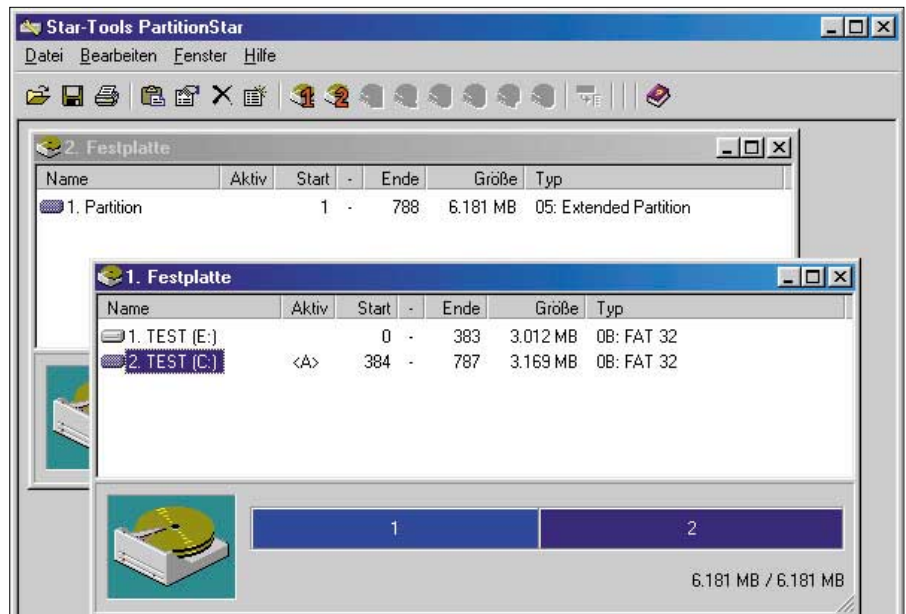 Star-Tools PartitionStar
Datei Bearbeiten Fenster Hilfe
1 2
2. Festplatte
Name Aktiv Start - Ende Größe Typ
1. Partition 1 - 788 6.181 MB 05: Extended Partition
1. Festplatte
Name Aktiv Start - Ende Größe Typ
1. TEST (E:) 0 - 383 3.012 MB 0B: FAT 32
2. TEST (C:) <A> 384 - 787 3.169 MB 0B: FAT 32
1 2
6.181 MB / 6.181 MB